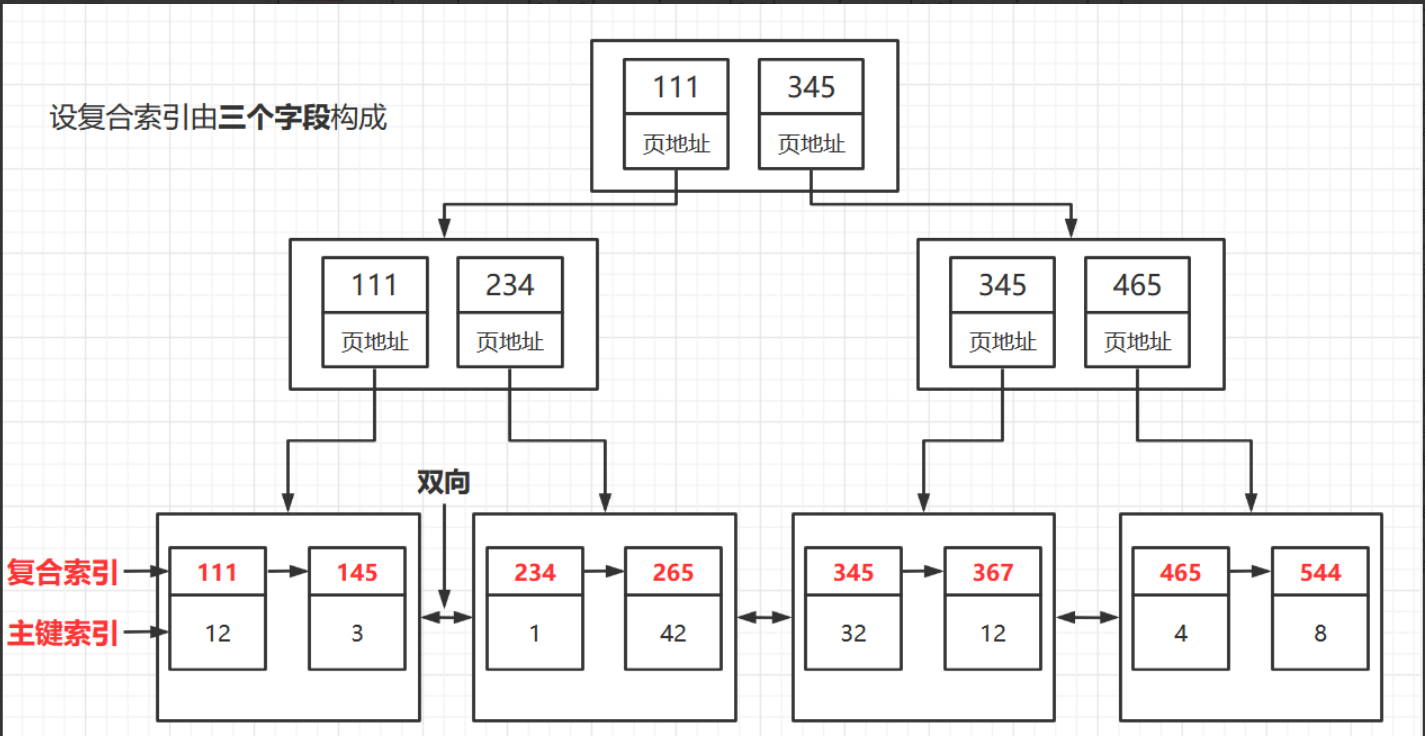 111 345
设复合索引由三个字段构成
页地址 页地址
111 234 345 465
页地址 页地址 页地址 页地址
双向
复合索引 111 145 234 265 345 367 465 544
主键索引 12 3 1 42 32 12 4 8